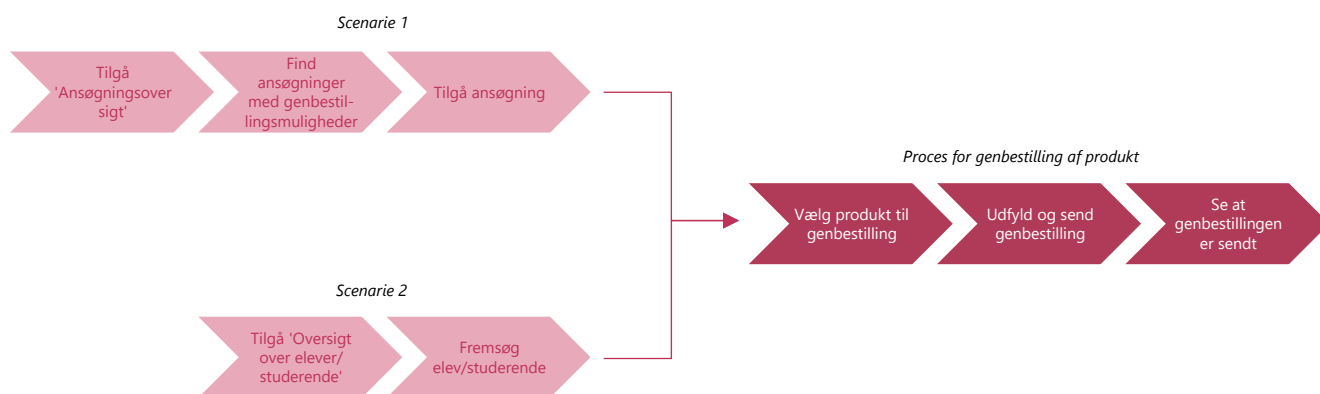 Scenarie 1
Tilgå
'Ansøgningsover
sigt'
Find
ansøgninger
med genbestil-
lingsmuligheder
Tilgå ansøgning
Proces for genbestilling af produkt
Vælg produkt til
genbestilling
Udfyld og send
genbestilling
Se at
genbestillingen
er sendt
Scenarie 2
Tilgå 'Oversigt
over elever/
studerende'
Fremsøg
elev/studerende